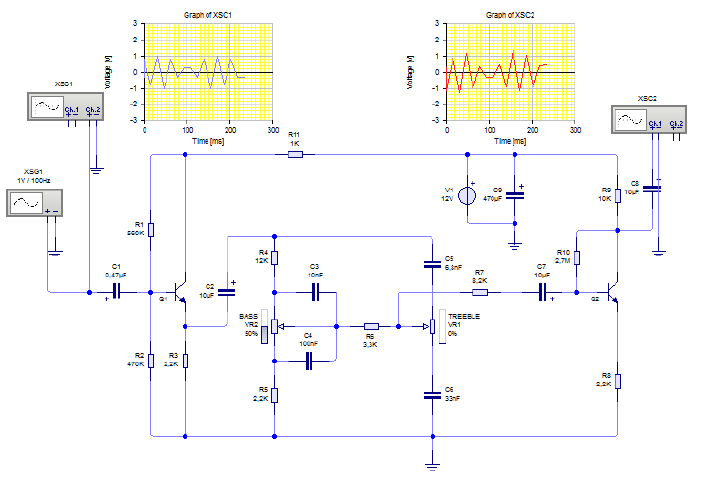 Graph of XSC1
Voltage [V]
3
2
1
0
-1
-2
-3
0 100 200 300
Time [ms]
Graph of XSC2
Voltage [V]
3
2
1
0
-1
-2
-3
0 100 200 300
Time [ms]
XSC1
Ch.1 Ch.2
XSC2
Ch.1 Ch.2
XSG1
1V / 100Hz
R11
1K
V1
12V
C9
470µF
R9
10K
C8
10µF
R1
C1
0,47µF
Q1
C2
10µF
R4
12K
C3
10nF
C5
R7
8,2K
C7
10µF
R10
2,7M
Q2
BASS
VR2
50%
C4
100nF
R6
3,3K
TREEBLE
VR1
0%
R2
470K
R3
2,2K
R5
2,2K
C6
33nF
R8
2,2K